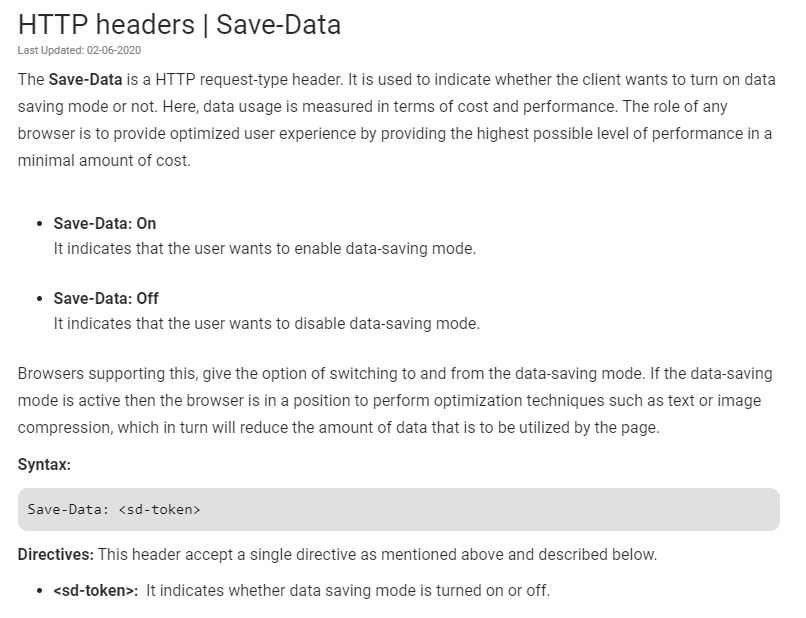 HTTP headers | Save-Data
Last Updated: 02-06-2020
The Save-Data is a HTTP request-type header. It is used to indicate whether the client wants to turn on data
saving mode or not. Here, data usage is measured in terms of cost and performance. The role of any
browser is to provide optimized user experience by providing the highest possible level of performance in a
minimal amount of cost.
• Save-Data: On
It indicates that the user wants to enable data-saving mode.
• Save-Data: Off
It indicates that the user wants to disable data-saving mode.
Browsers supporting this, give the option of switching to and from the data-saving mode. If the data-saving
mode is active then the browser is in a position to perform optimization techniques such as text or image
compression, which in turn will reduce the amount of data that is to be utilized by the page.
Syntax:
Save-Data: <sd-token>
Directives: This header accept a single directive as mentioned above and described below.
• <sd-token>: It indicates whether data saving mode is turned on or off.